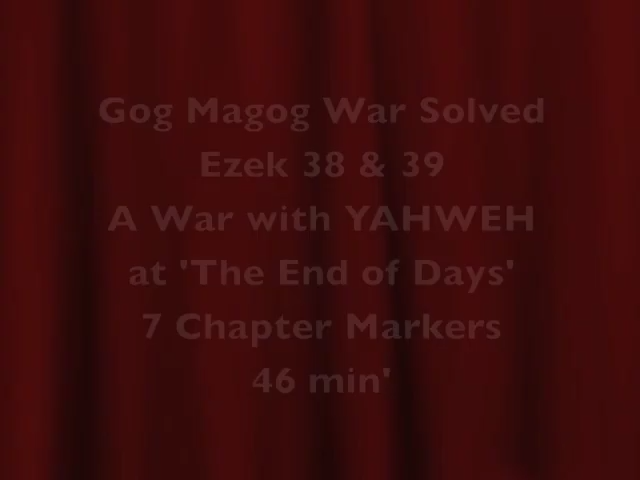 Gog Magog War Solved
Ezek 38 & 39
A War with YAHWEH
at 'The End of Days'
7 Chapter Markers
46 min'